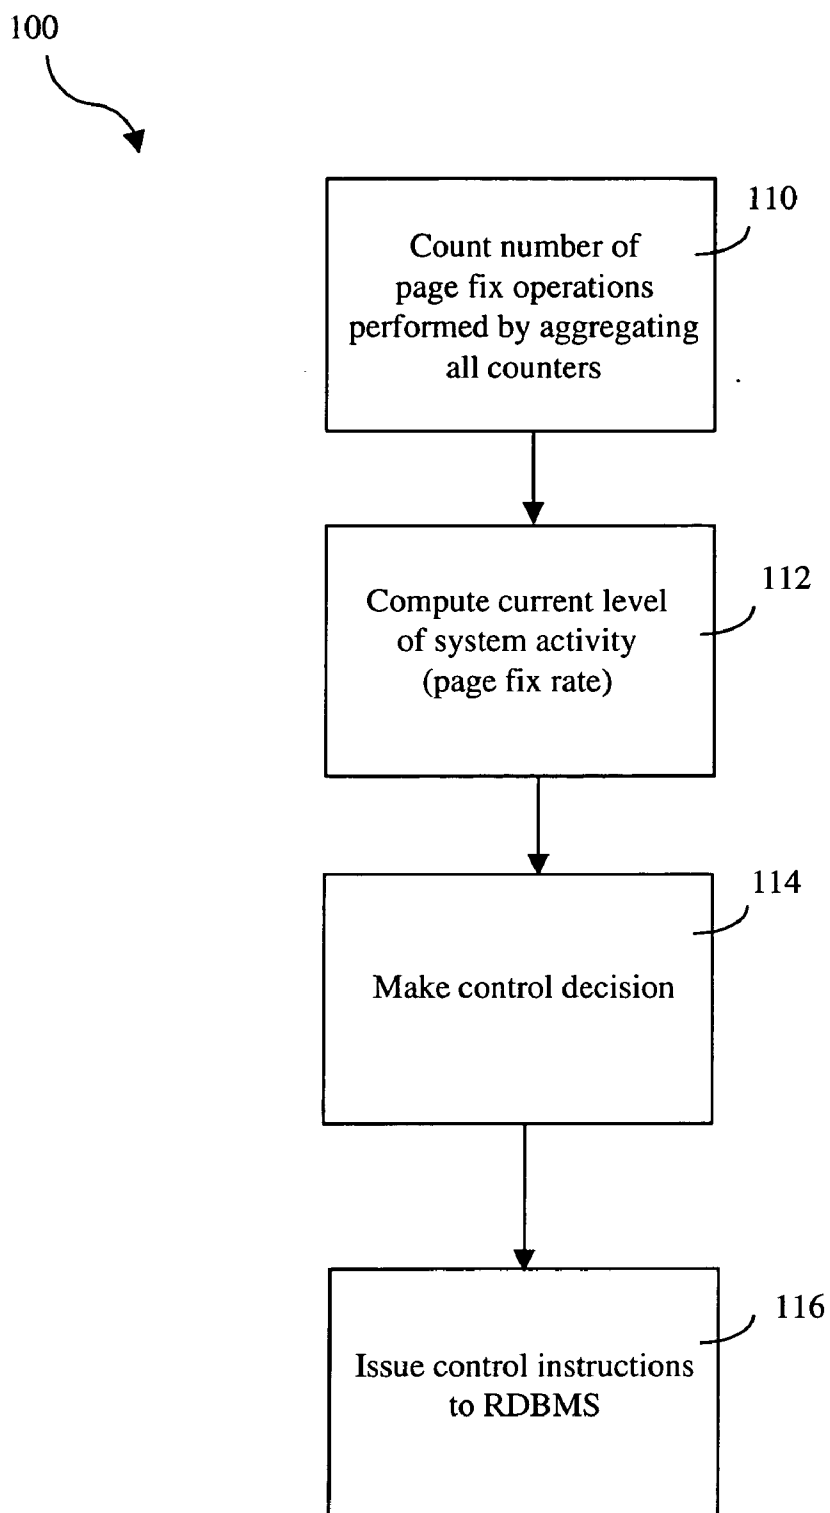 100
110
Count number of
page fix operations
performed by aggregating
all counters
112
Compute current level
of system activity
(page fix rate)
114
Make control decision
116
Issue control instructions
to RDBMS